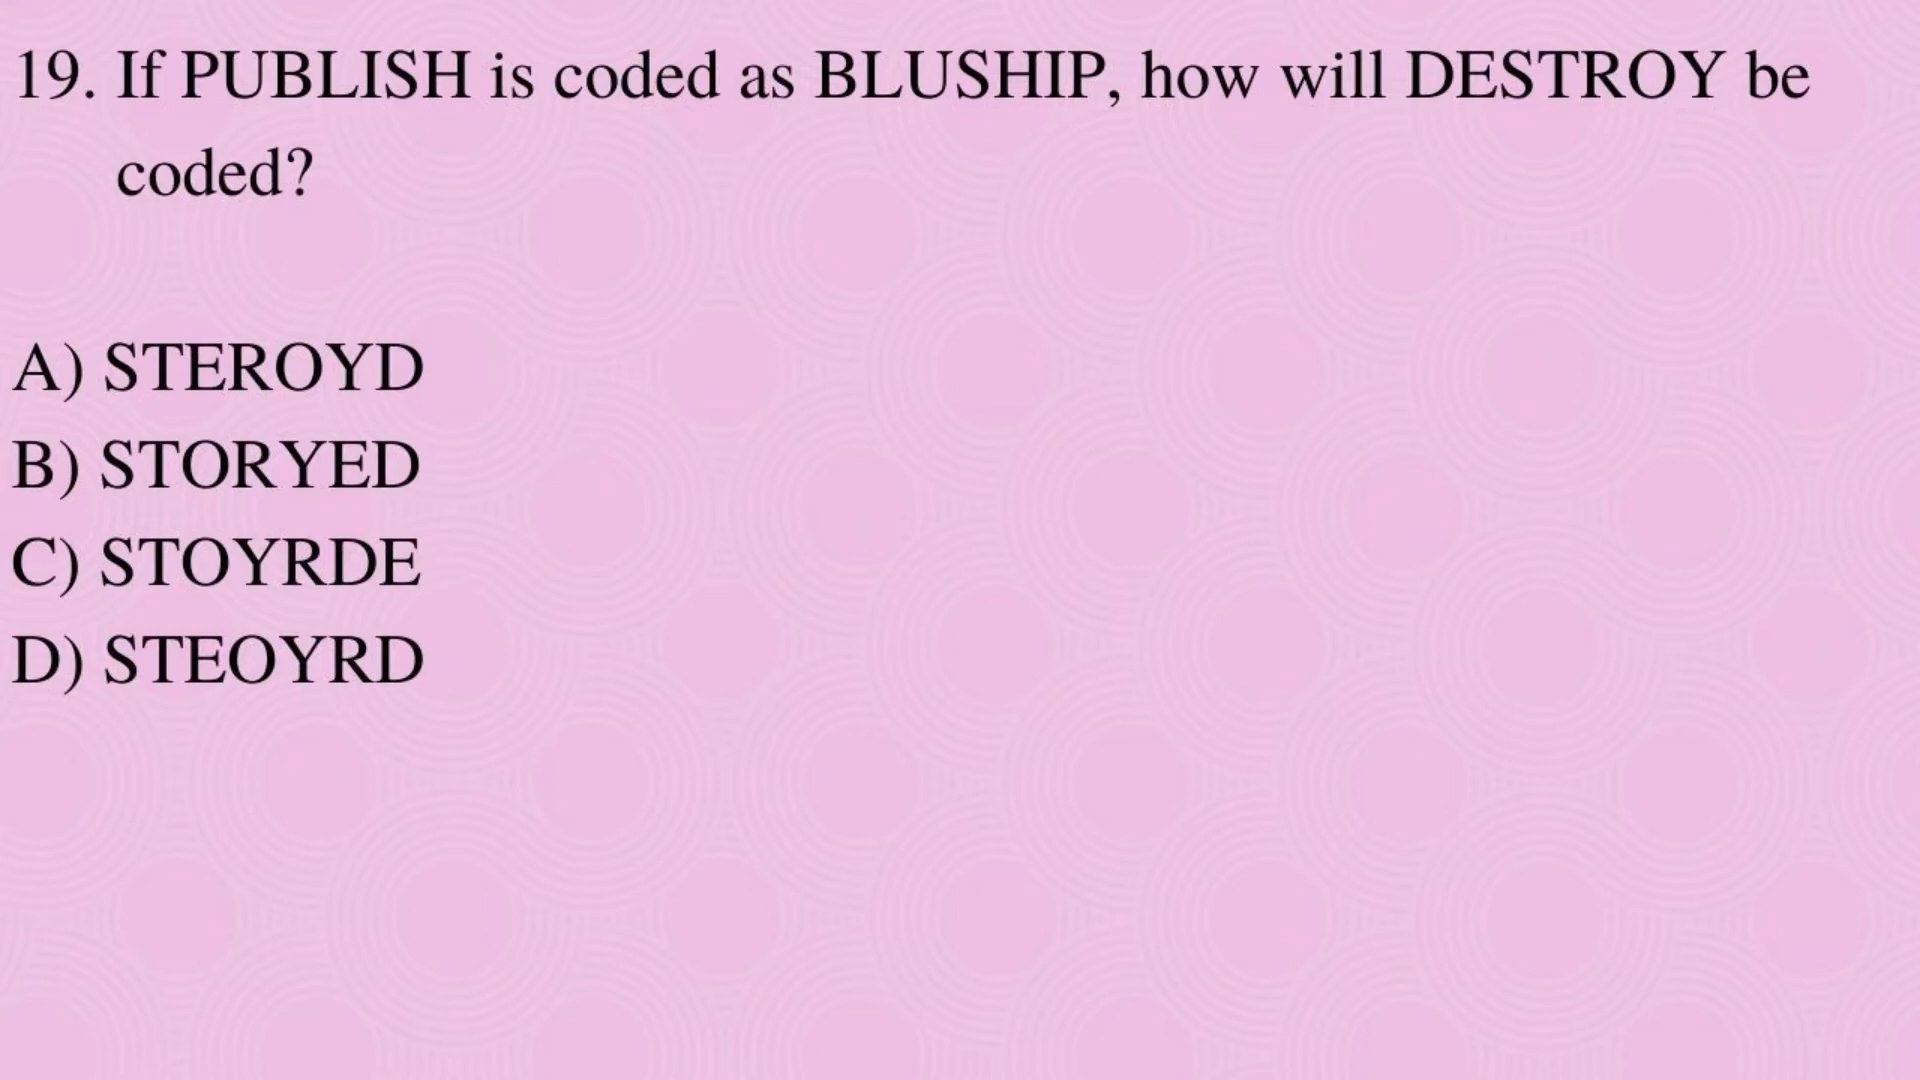 19. If PUBLISH is coded as BLUSHIP, how will DESTROY be
coded?
A) STEROYD
B) STORYED
C) STOYRDE
D) STEOYRD